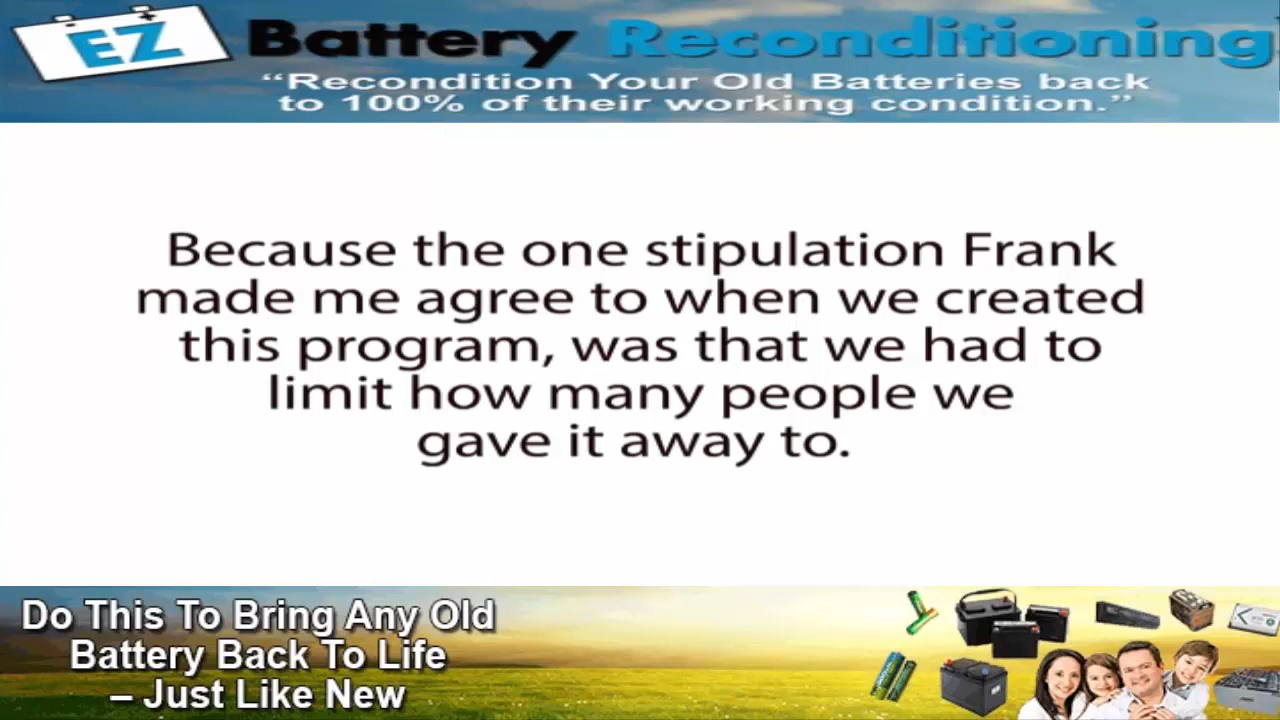 EZ Battery Reconditioning
“Recondition Your Old Batteries back
to 100% of their working condition.”
Because the one stipulation Frank
made me agree to when we created
this program, was that we had to
limit how many people we
gave it away to.
Do This To Bring Any Old
Battery Back To Life
– Just Like New